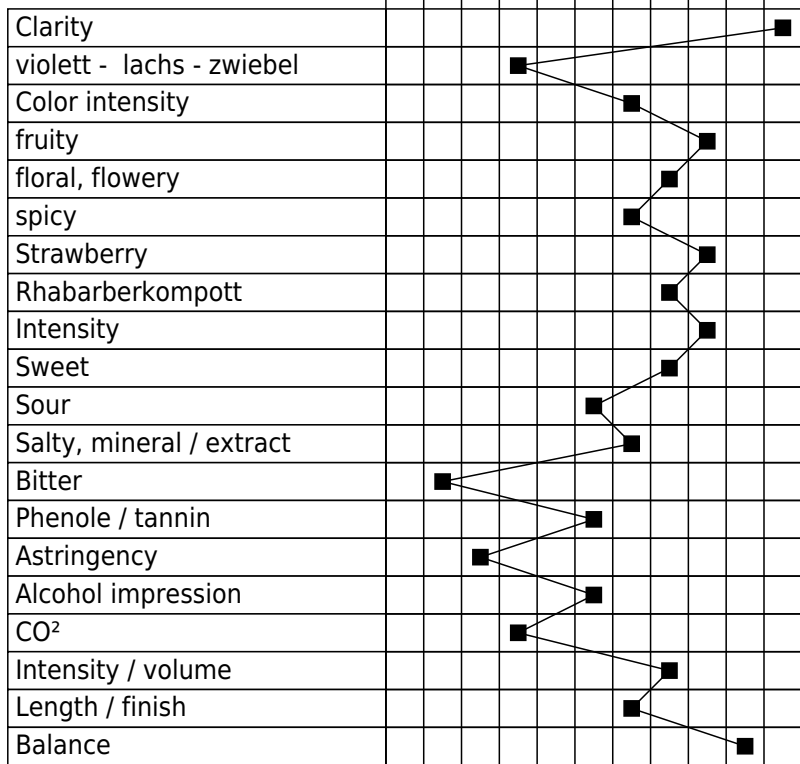 Clarity
violett -  lachs - zwiebel
Color intensity
fruity
floral, flowery
spicy
Strawberry
Rhabarberkompott
Intensity
Sweet
Sour
Salty, mineral / extract
Bitter
Phenole / tannin
Astringency
Alcohol impression
CO²
Intensity / volume
Length / finish
Balance